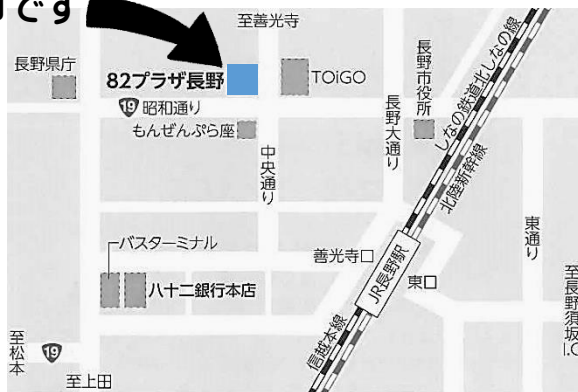 です
至善光寺
長野県庁
82プラザ長野
TOiGO
長野市役所
しなの鉄道北しなの線
19 昭和通り
もんぜんぷら座
中央通り
長野大通り
北陸新幹線
バスターミナル
善光寺口
JR長野駅
東口
東通り
八十二銀行本店
信越本線
至長野須坂I.C
至松本
19
至上田